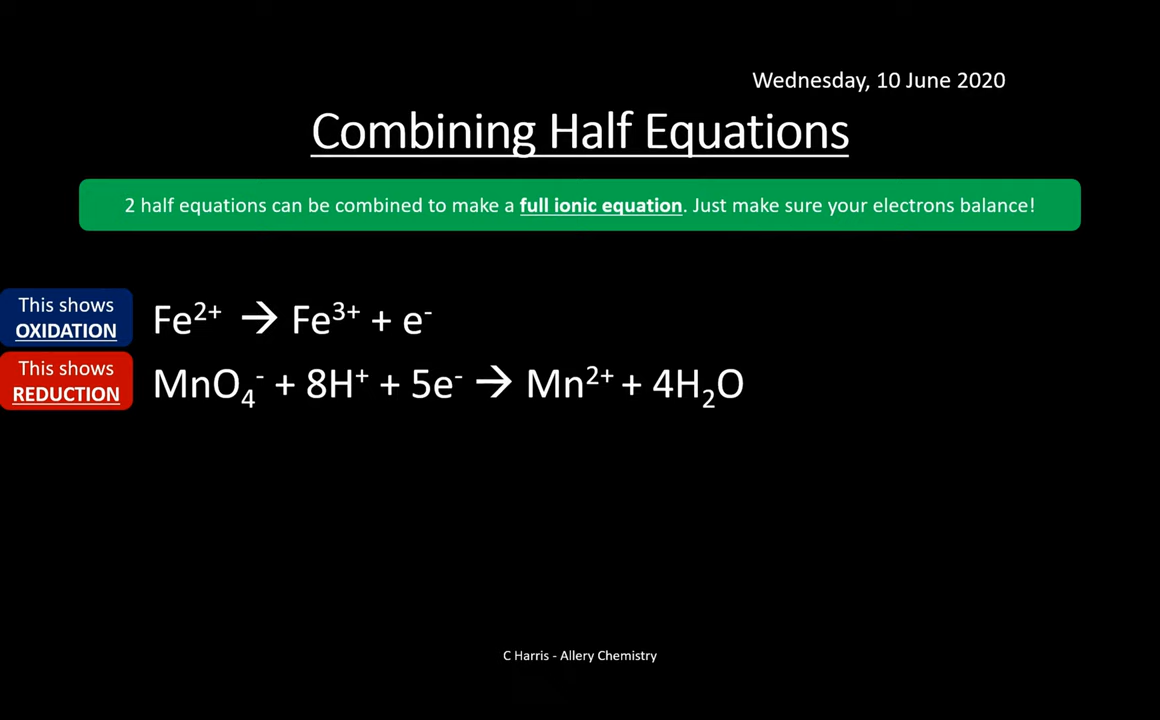 Wednesday, 10 June 2020
Combining Half Equations
2 half equations can be combined to make a full ionic equation. Just make sure your electrons balance!
This shows
OXIDATION
Fe²⁺ → Fe³⁺ + e⁻
This shows
REDUCTION
MnO₄⁻ + 8H⁺ + 5e⁻ → Mn²⁺ + 4H₂O
C Harris - Allery Chemistry